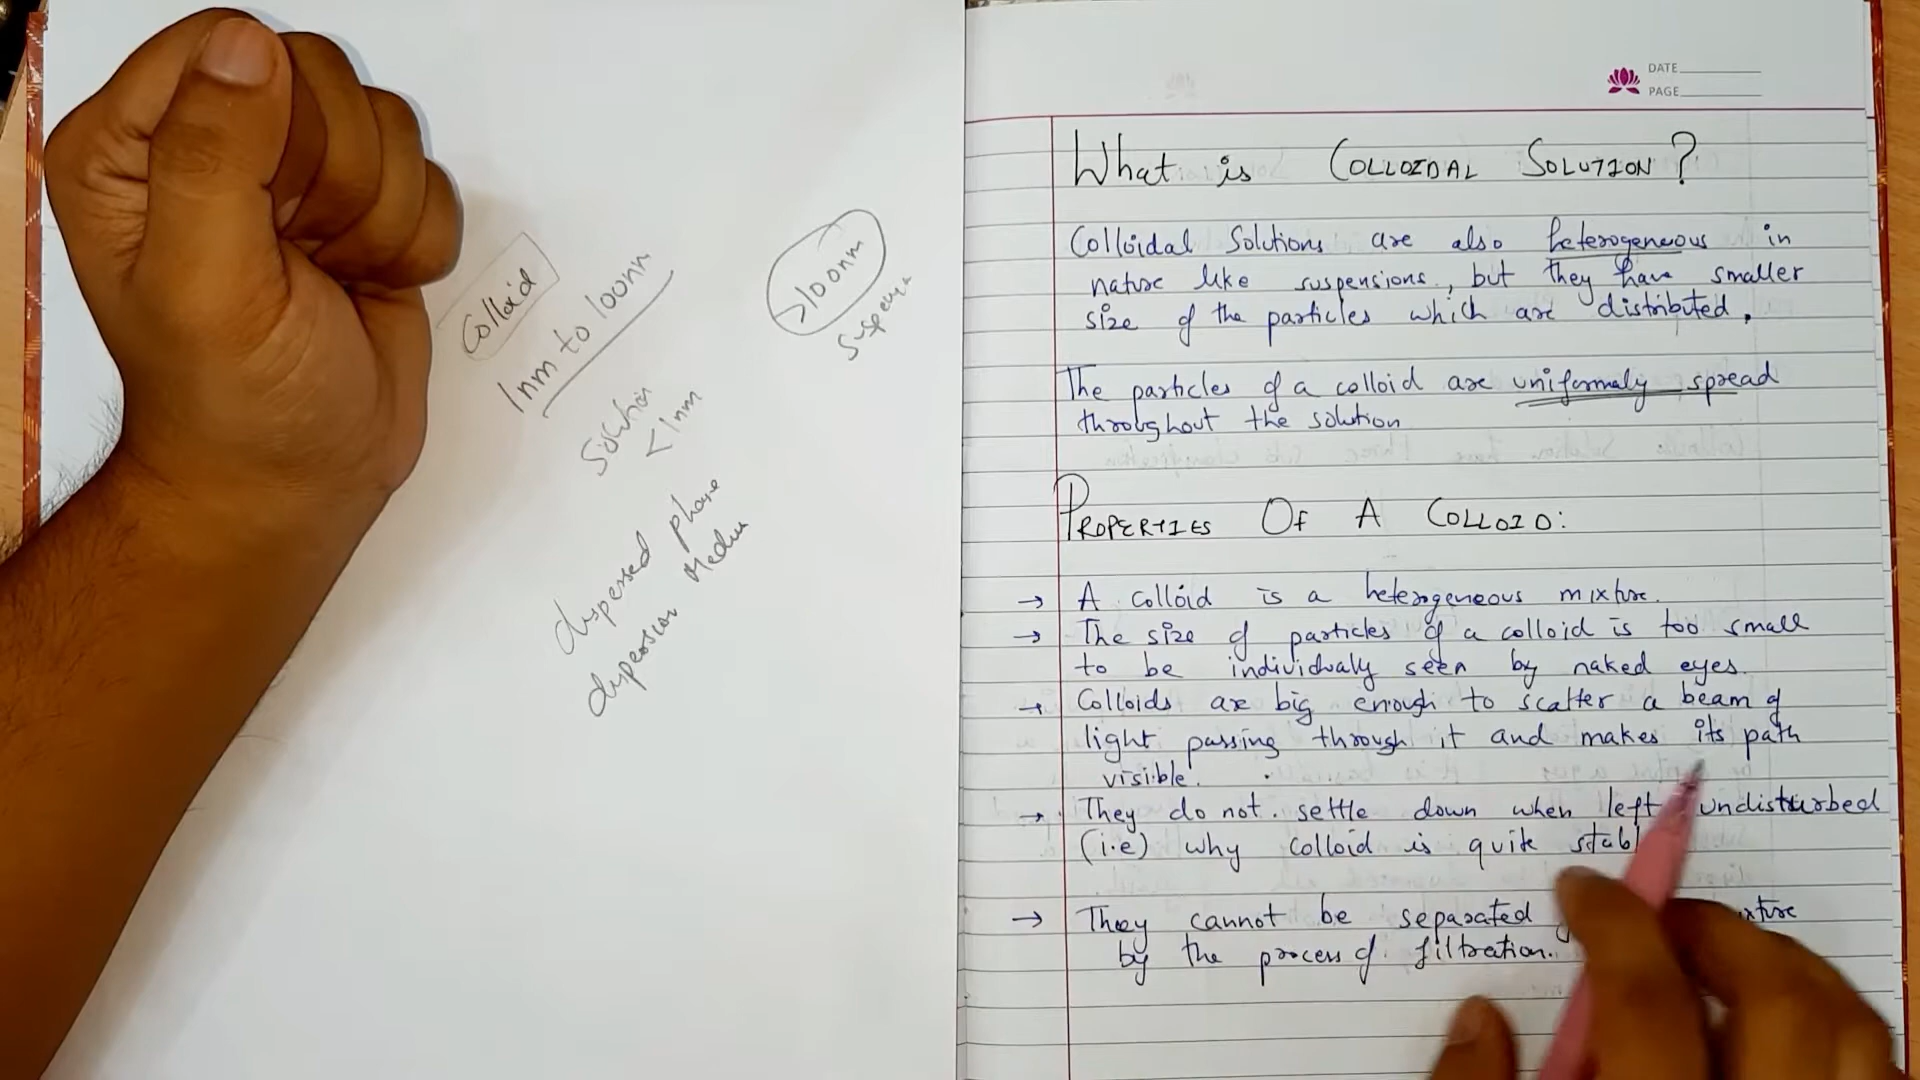 Colloid
1nm to 100nm
>100nm
Solution
< 1nm
dispersed phase
DATE
PAGE
What is COLLOIDAL SOLUTION?
Colloidal Solutions are also heterogeneous in
nature like suspensions, but they have smaller
size of the particles which are distributed.
The particles of a colloid are uniformaly spread
throughout the solution
PROPERTIES OF A COLLOID:
→ A colloid is a heterogeneous mixture.
→ The size of particles of a colloid is too small
to be individualy seen by naked eyes.
→ Colloids are big enough to scatter a beam of
light passing through it and makes its path
visible.
→ They do not settle down when left undisturbed
(i.e) why colloid is quite
→ They cannot be separated
by the process of filtration.